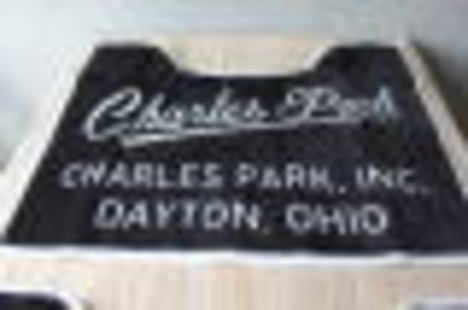 Charles Park
CHARLES PARK, INC.
DAYTON, OHIO